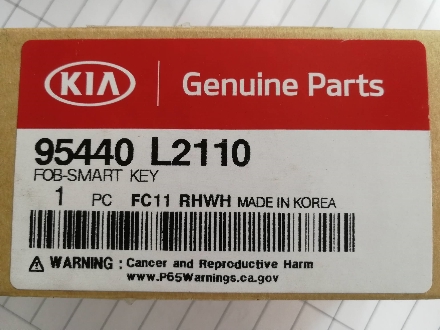 KIA Genuine Parts
95440 L2110
FOB-SMART KEY
1 PC FC11 RHWH MADE IN KOREA
WARNING : Cancer and Reproductive Harm
www.P65Warnings.ca.gov